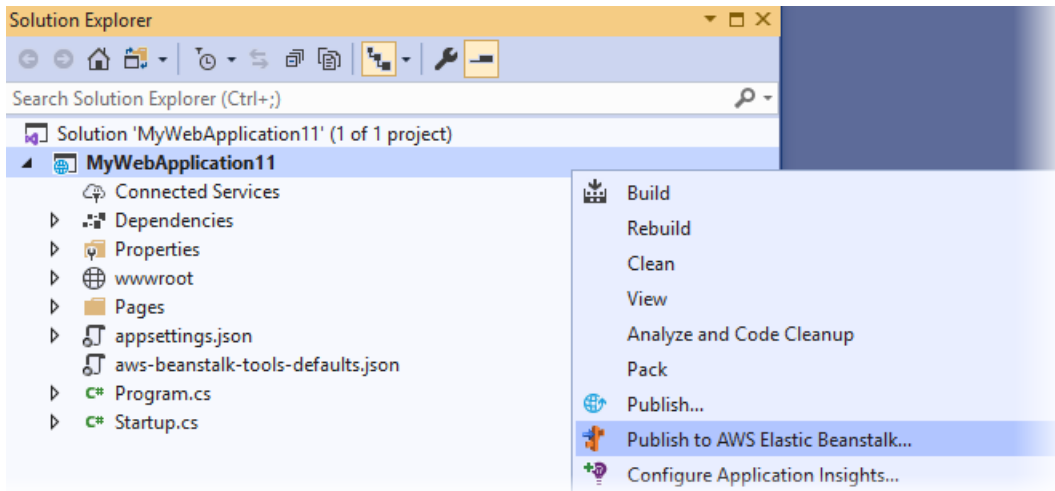 Solution Explorer
Search Solution Explorer (Ctrl+;)
Solution 'MyWebApplication11' (1 of 1 project)
MyWebApplication11
Connected Services
Dependencies
Properties
wwwroot
Pages
appsettings.json
aws-beanstalk-tools-defaults.json
C# Program.cs
C# Startup.cs
Build
Rebuild
Clean
View
Analyze and Code Cleanup
Pack
Publish...
Publish to AWS Elastic Beanstalk...
Configure Application Insights...